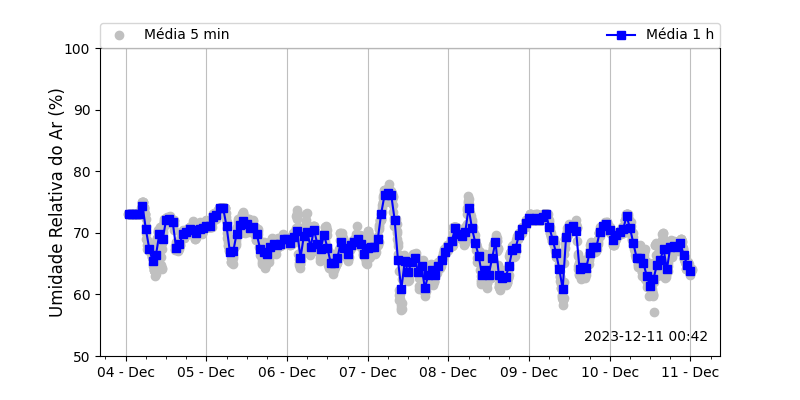 Média 5 min
Média 1 h
100
90
80
70
60
50
Umidade Relativa do Ar (%)
2023-12-11 00:42
04 - Dec
05 - Dec
06 - Dec
07 - Dec
08 - Dec
09 - Dec
10 - Dec
11 - Dec